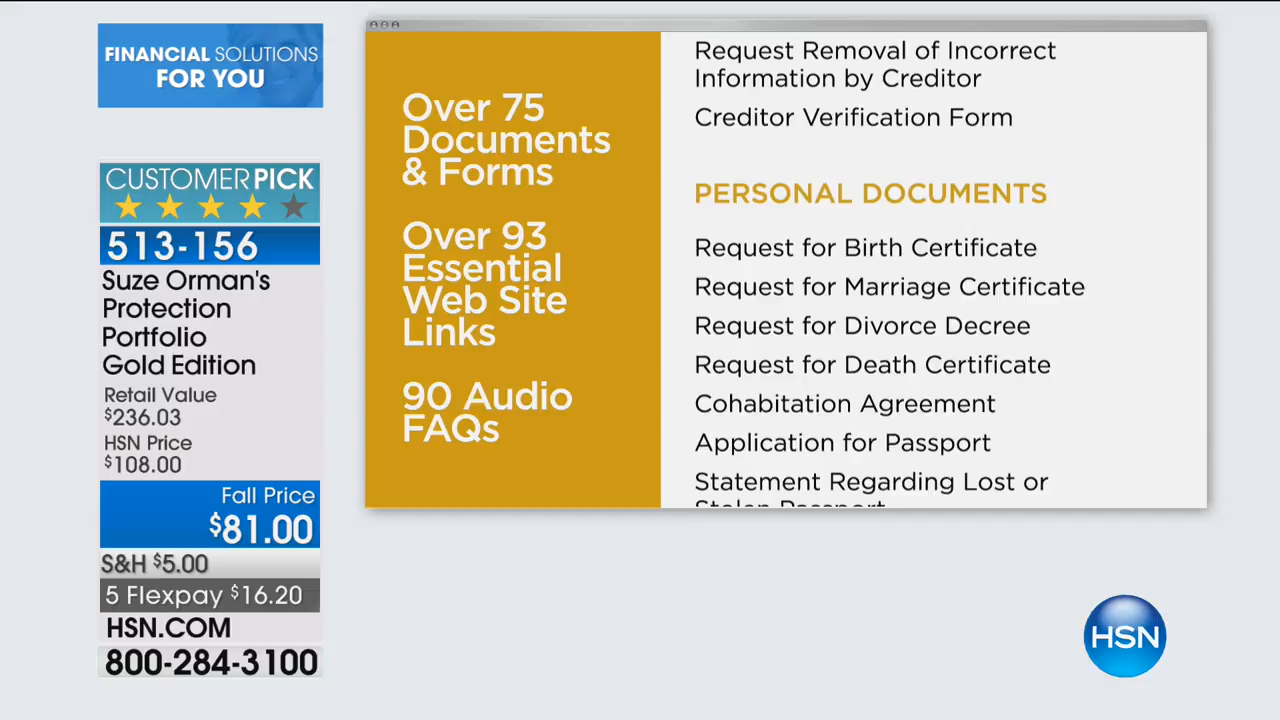 FINANCIAL SOLUTIONS
FOR YOU
CUSTOMER PICK
513-156
Suze Orman's
Protection
Portfolio
Gold Edition
Retail Value
$236.03
HSN Price
$108.00
Fall Price
$81.00
S&H $5.00
5 Flexpay $16.20
HSN.COM
800-284-3100
Over 75
Documents
& Forms
Over 93
Essential
Web Site
Links
90 Audio
FAQs
Request Removal of Incorrect
Information by Creditor
Creditor Verification Form
PERSONAL DOCUMENTS
Request for Birth Certificate
Request for Marriage Certificate
Request for Divorce Decree
Request for Death Certificate
Cohabitation Agreement
Application for Passport
Statement Regarding Lost or
Stolen Passport
HSN